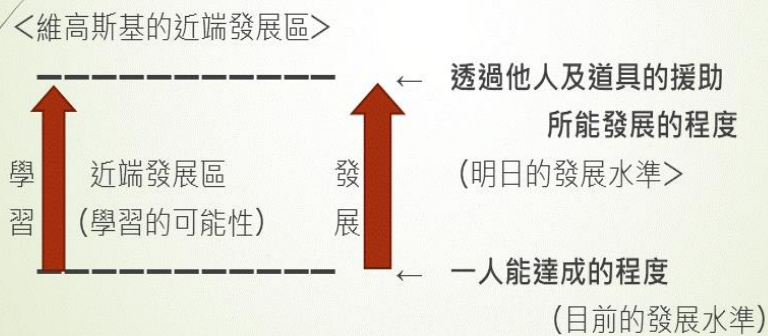 <維高斯基的近端發展區>
← 透過他人及道具的援助
所能發展的程度
學 近端發展區 發 (明日的發展水準>
習 (學習的可能性) 展
← 一人能達成的程度
(目前的發展水準)